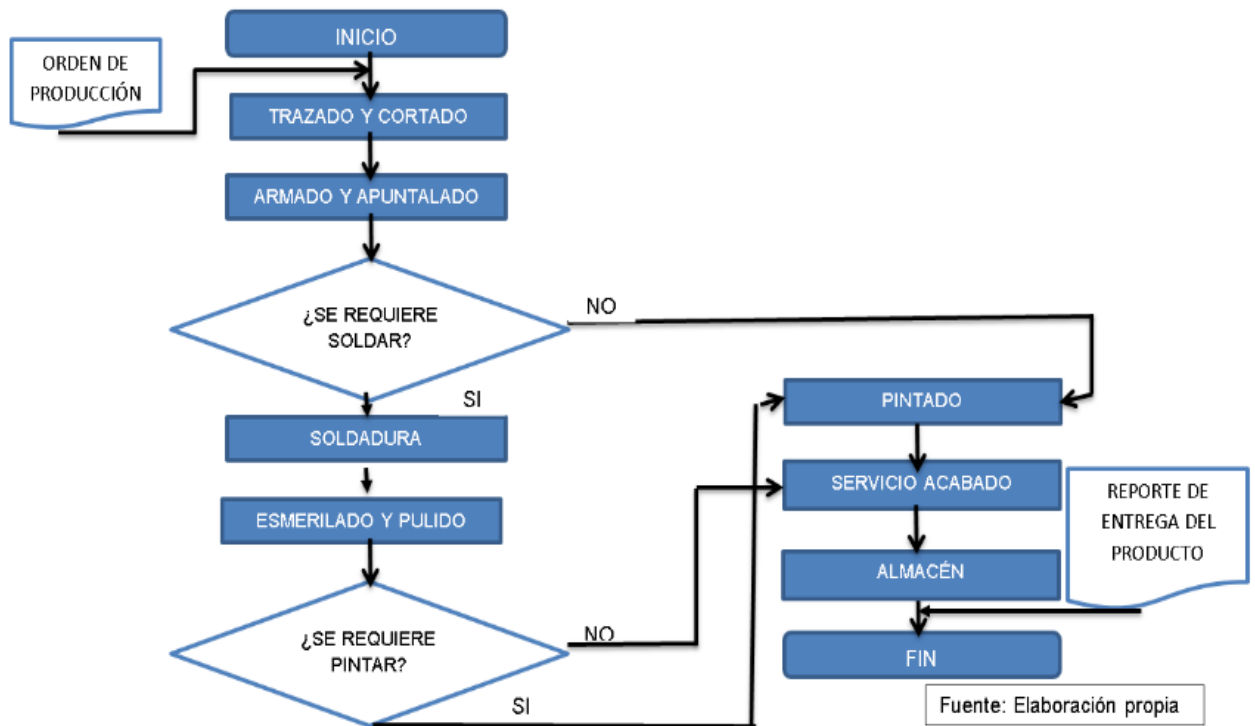 INICIO
ORDEN DE
PRODUCCIÓN
TRAZADO Y CORTADO
ARMADO Y APUNTALADO
¿SE REQUIERE
SOLDAR?
NO
SI
SOLDADURA
ESMERILADO Y PULIDO
¿SE REQUIERE
PINTAR?
NO
SI
PINTADO
SERVICIO ACABADO
ALMACÉN
REPORTE DE
ENTREGA DEL
PRODUCTO
FIN
Fuente: Elaboración propia